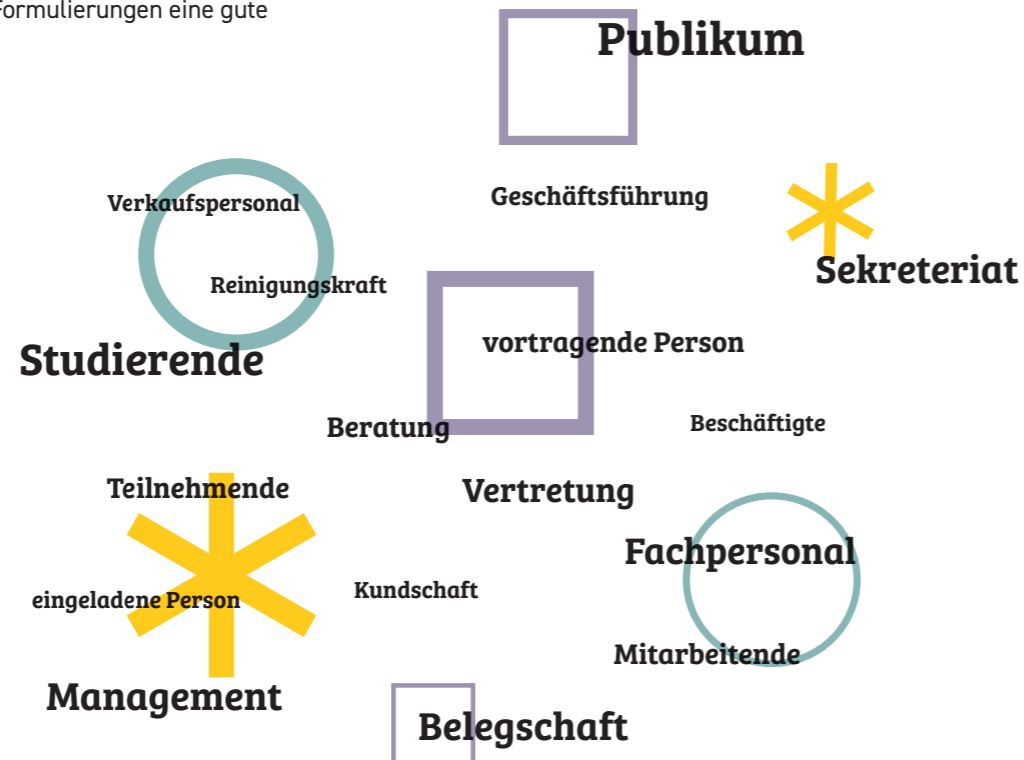 Formulierungen eine gute
Publikum
Verkaufspersonal
Geschäftsführung
Sekreteriat
Reinigungskraft
vortragende Person
Studierende
Beratung
Beschäftigte
Teilnehmende
Vertretung
Fachpersonal
eingeladene Person
Kundschaft
Mitarbeitende
Management
Belegschaft